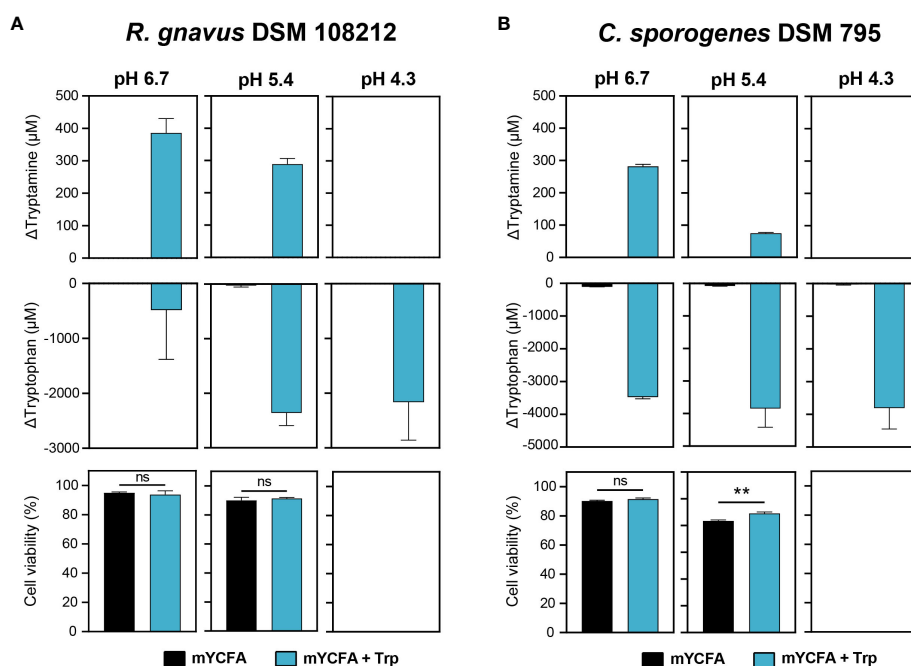 A
R. gnavus DSM 108212
pH 6.7
pH 5.4
pH 4.3
ΔTryptamine (µM)
500
400
300
200
100
0
ΔTryptophan (µM)
0
-1000
-2000
-3000
Cell viability (%)
100
80
60
40
20
0
ns
ns
B
C. sporogenes DSM 795
pH 6.7
pH 5.4
pH 4.3
ΔTryptamine (µM)
500
400
300
200
100
0
ΔTryptophan (µM)
0
-1000
-2000
-3000
-4000
-5000
Cell viability (%)
100
80
60
40
20
0
ns
**
mYCFA
mYCFA + Trp
mYCFA
mYCFA + Trp